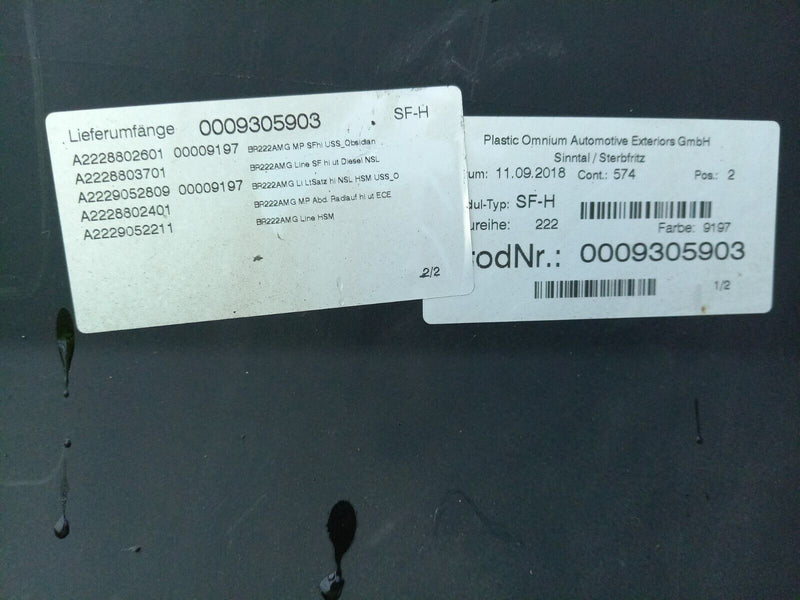 Lieferumfänge 0009305903 SF-H
A2228802601 00009197 BR222AMG MP SFhi USS_Obsidian
A2228803701 BR222AMG Line SF hi ut Diesel NSL
A2229052809 00009197 BR222AMG Li LtSatz hi NSL HSM USS_O
A2228802401 BR222AMG MP Abd. Radlauf hi ut ECE
A2229052211 BR222AMG Line HSM
2/2
Plastic Omnium Automotive Exteriors GmbH
Sinntal / Sterbfritz
um: 11.09.2018 Cont.: 574 Pos.: 2
dul-Typ: SF-H
ureihe: 222 Farbe: 9197
rodNr.: 0009305903
1/2